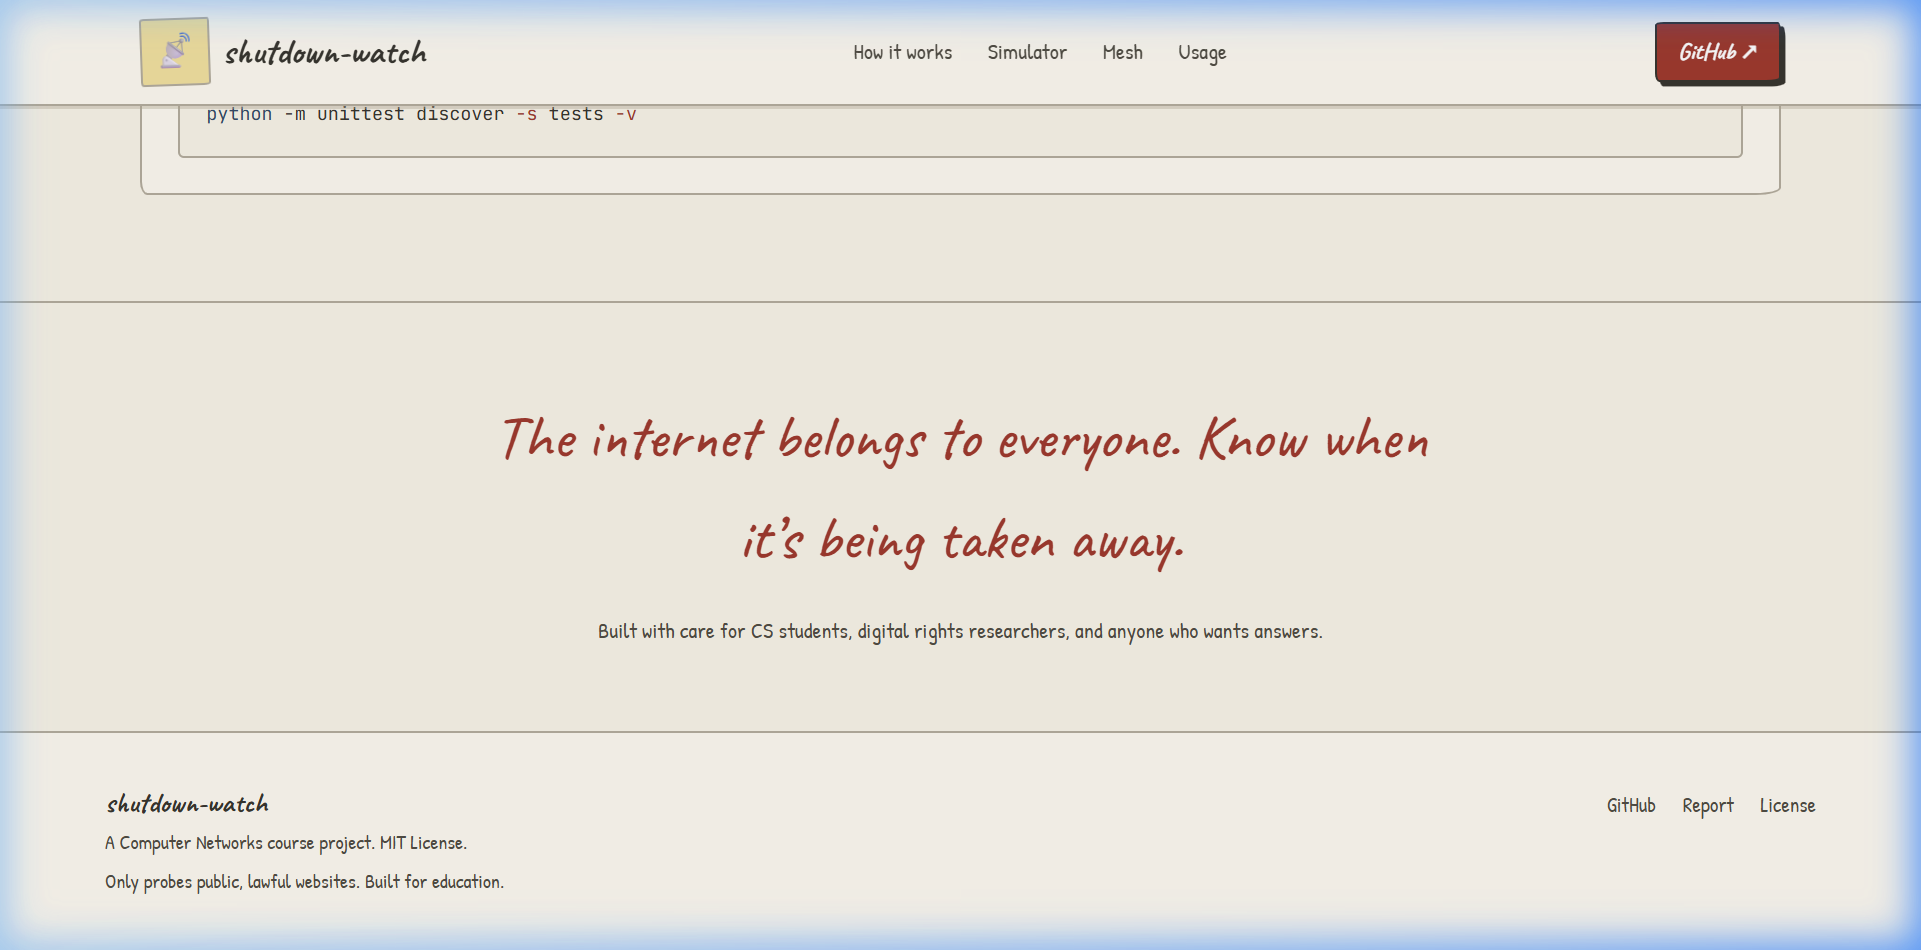 shutdown-watch
How it works
Simulator
Mesh
Usage
GitHub ↗
python -m unittest discover -s tests -v
The internet belongs to everyone. Know when
it’s being taken away.
Built with care for CS students, digital rights researchers, and anyone who wants answers.
shutdown-watch
GitHub
Report
License
A Computer Networks course project. MIT License.
Only probes public, lawful websites. Built for education.